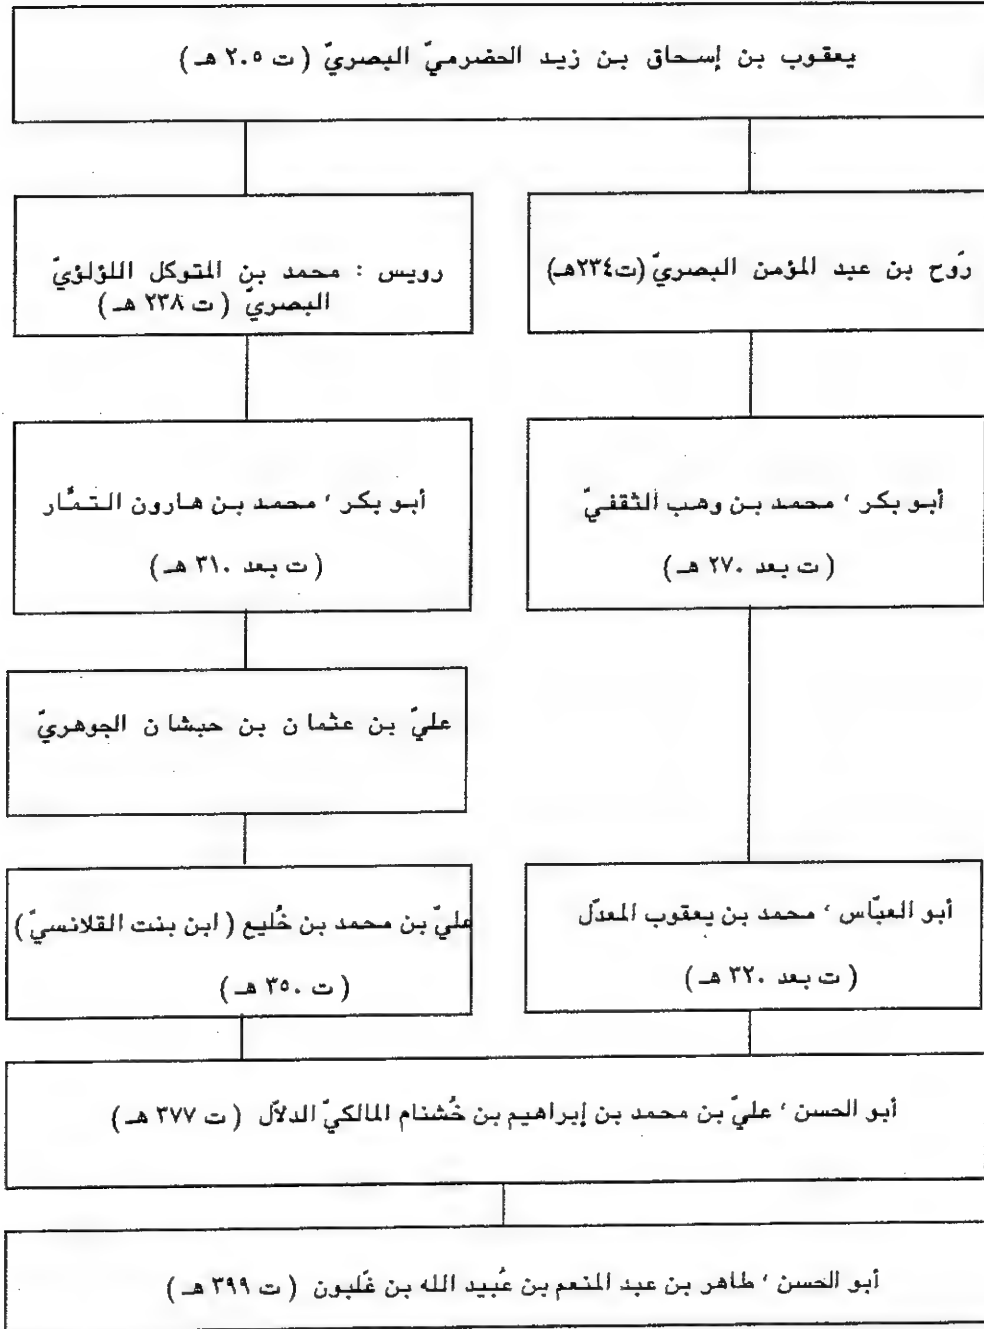 يعقوب بن إسحاق بن زيد الحضرميّ البصريّ ( ت ٢٠٥ هـ )
رَوح بن عبد المؤمن البصريّ (ت٢٣٤هـ)
رويس : محمد بن المتوكل اللؤلؤيّ
البصريّ ( ت ٢٣٨ هـ )
أبو بكر ، محمد بن وهب الثقفيّ
( ت بعد ٢٧٠ هـ )
أبو بكر ، محمد بن هارون التمَّار
( ت بعد ٣١٠ هـ )
عليّ بن عثمان بن حبشان الجوهريّ
أبو العبّاس ، محمد بن يعقوب المعدّل
( ت بعد ٣٢٠ هـ )
عليّ بن محمد بن خُليع ( ابن بنت القلانسيّ )
( ت ٣٥٠ هـ )
أبو الحسن ، عليّ بن محمد بن إبراهيم بن خُشنام المالكيّ الدلاّل ( ت ٣٧٧ هـ )
أبو الحسن ، طاهر بن عبد المنعم بن عُبيد الله بن غَلبون ( ت ٣٩٩ هـ )